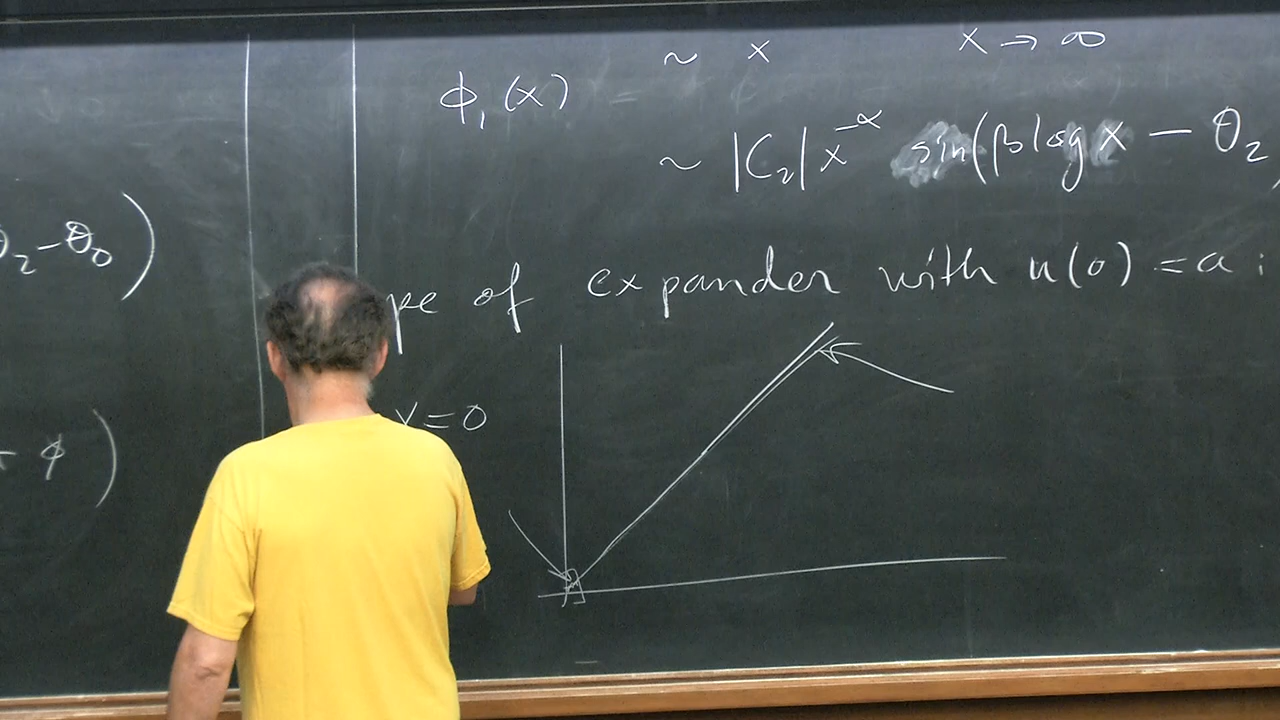 ~ x x → ∞
ϕ₁(x)
~ |C₂| x^{-α} sin(β log x − θ₂
θ₂ − θ₀)
pe of expander with u(0) = a :
= 0
+ ϕ)